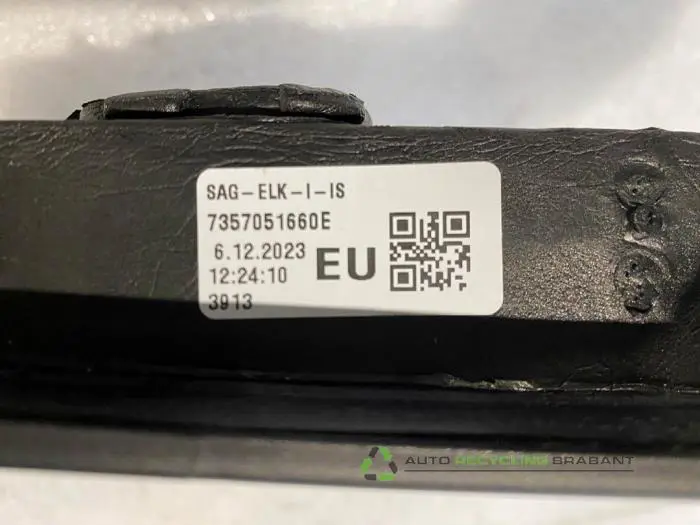 SAG-ELK-I-IS
7357051660E
6.12.2023
12:24:10
3913
EU
AUTO RECYCLING BRABANT